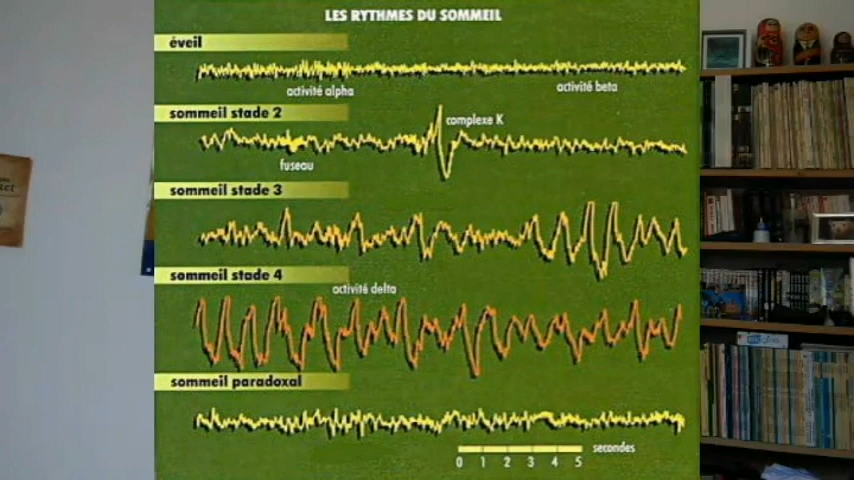 LES RYTHMES DU SOMMEIL
éveil
activité alpha
activité beta
sommeil stade 2
complexe K
fuseau
sommeil stade 3
sommeil stade 4
activité delta
sommeil paradoxal
secondes
0 1 2 3 4 5